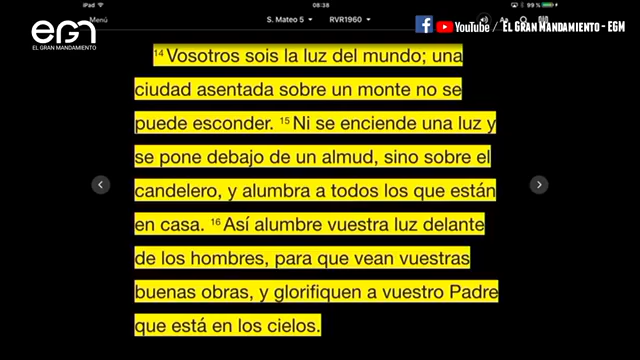 iPad
08:38
91 %
Menú
S. Mateo 5
RVR1960
Aa
YouTube / EL GRAN MANDAMIENTO - EGM
EGM
EL GRAN MANDAMIENTO
14 Vosotros sois la luz del mundo; una
ciudad asentada sobre un monte no se
puede esconder. 15 Ni se enciende una luz y
se pone debajo de un almud, sino sobre el
candelero, y alumbra a todos los que están
en casa. 16 Así alumbre vuestra luz delante
de los hombres, para que vean vuestras
buenas obras, y glorifiquen a vuestro Padre
que está en los cielos.